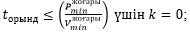 t_орынд ≤ (P_min^жоғары / V_min^жоғары) үшін k = 0;